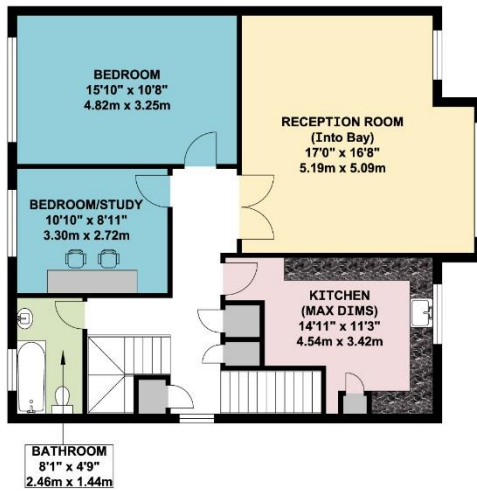 BEDROOM
15'10" x 10'8"
4.82m x 3.25m
RECEPTION ROOM
(Into Bay)
17'0" x 16'8"
5.19m x 5.09m
BEDROOM/STUDY
10'10" x 8'11"
3.30m x 2.72m
KITCHEN
(MAX DIMS)
14'11" x 11'3"
4.54m x 3.42m
BATHROOM
8'1" x 4'9"
2.46m x 1.44m